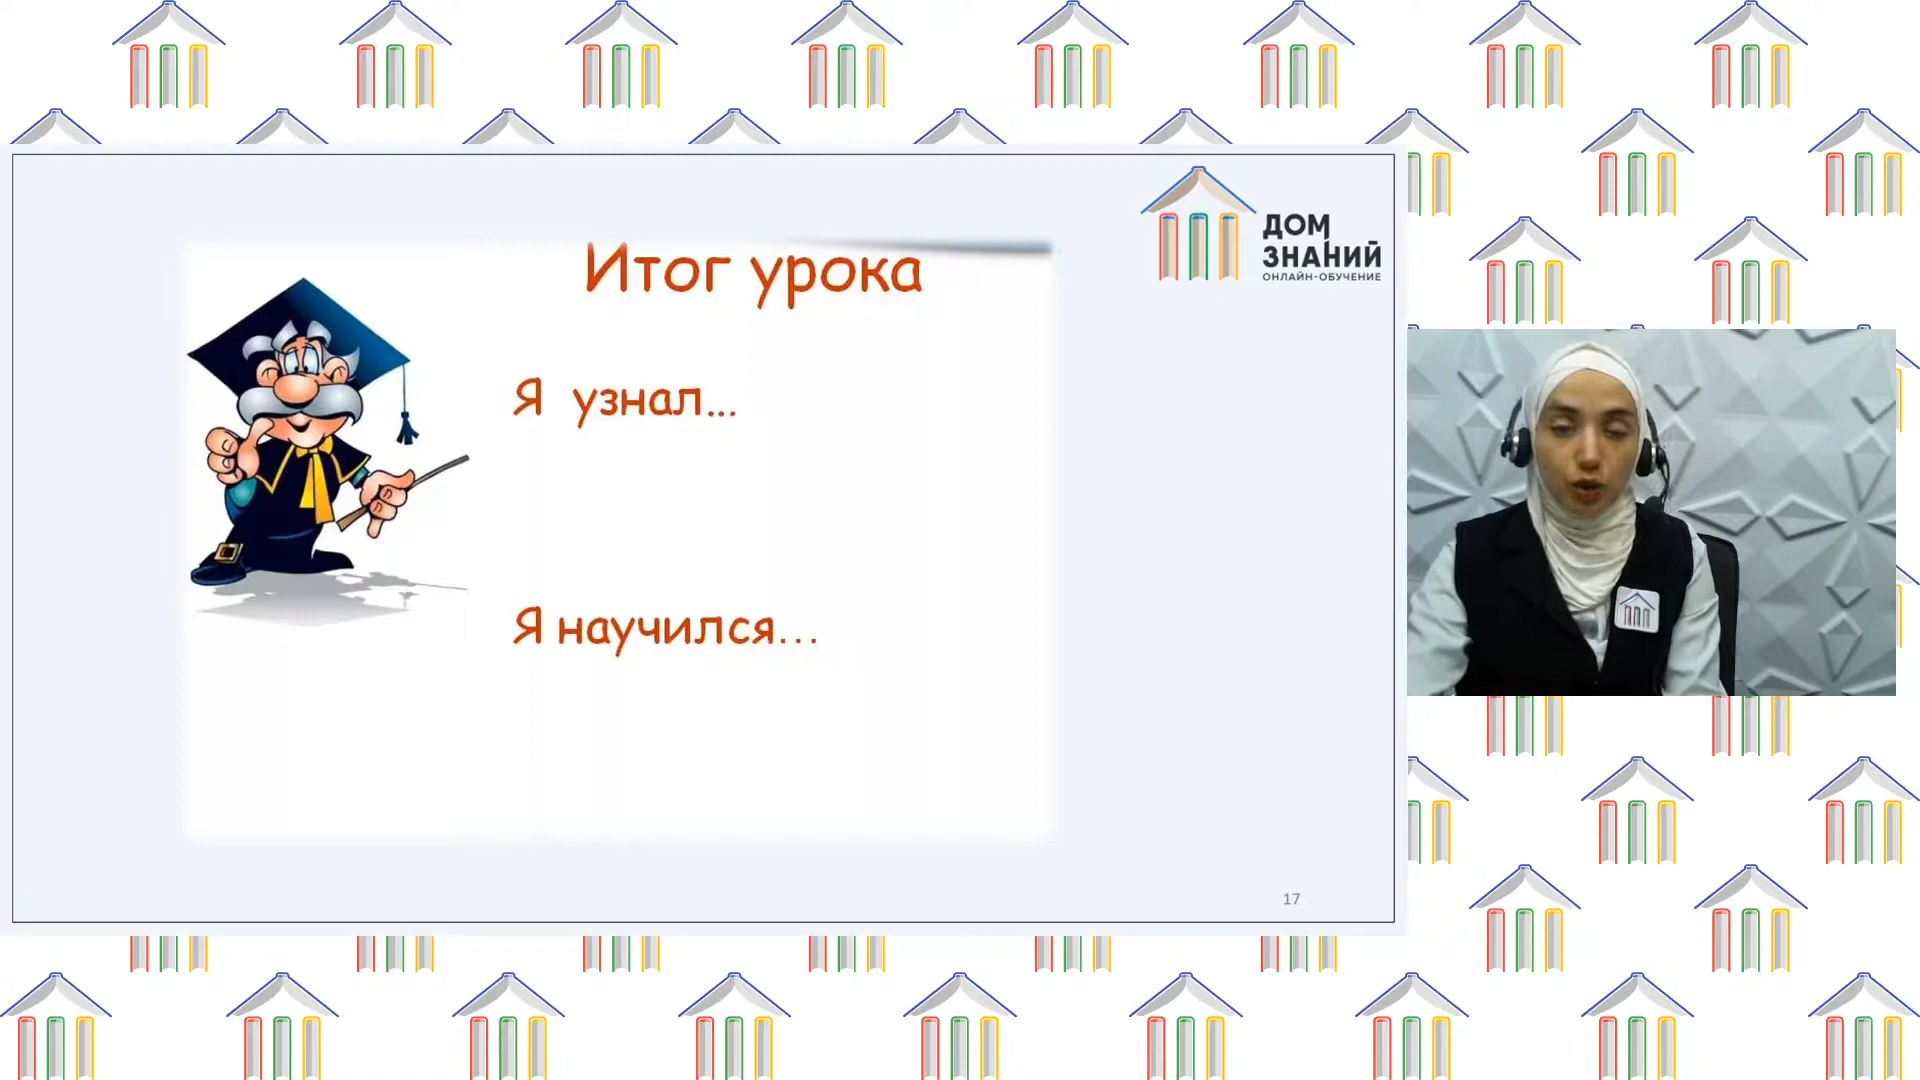 ДОМ
ЗНАНИЙ
ОНЛАЙН-ОБУЧЕНИЕ
Итог урока
Я узнал...
Я научился...
17